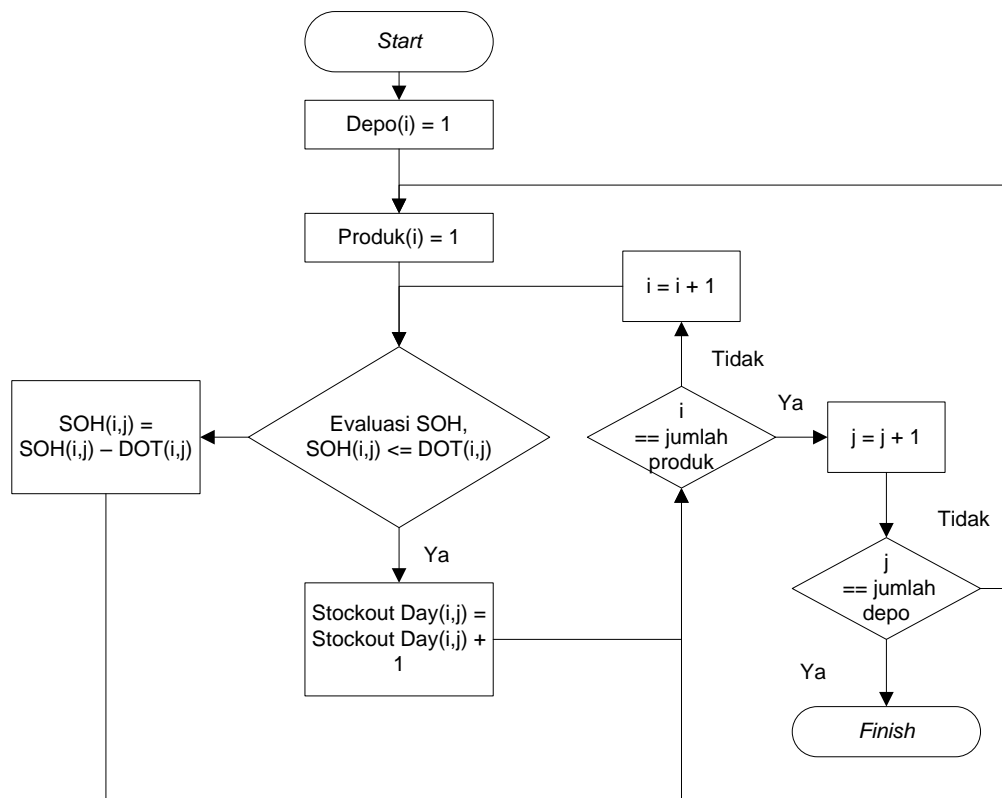 Start
Depo(i) = 1
Produk(i) = 1
i = i + 1
Tidak
Evaluasi SOH,
SOH(i,j) <= DOT(i,j)
SOH(i,j) =
SOH(i,j) – DOT(i,j)
i
== jumlah
produk
Ya
j = j + 1
Ya
Stockout Day(i,j) =
Stockout Day(i,j) +
1
Tidak
j
== jumlah
depo
Ya
Finish